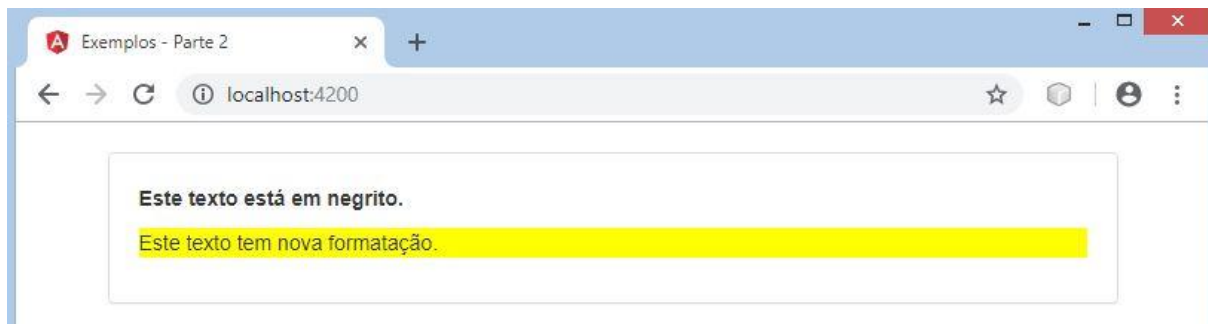 Exemplos - Parte 2
localhost:4200
Este texto está em negrito.
Este texto tem nova formatação.